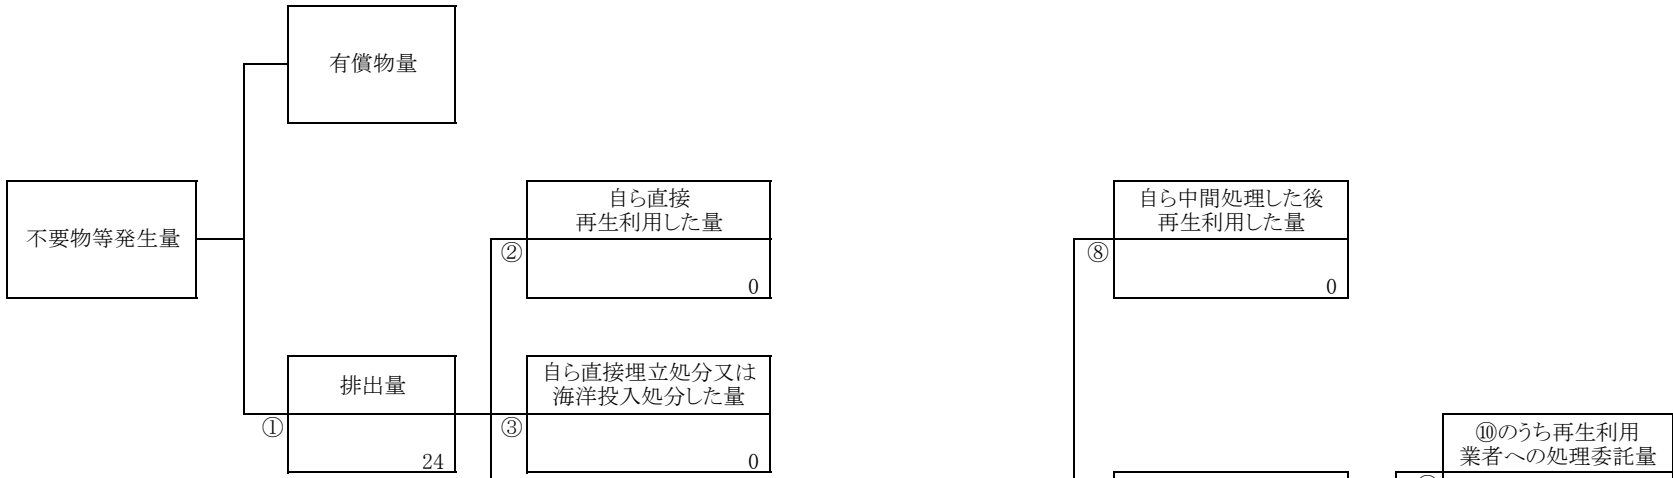 有償物量
不要物等発生量
自ら直接
再生利用した量
②
0
自ら中間処理した後
再生利用した量
⑧
0
排出量
①
24
自ら直接埋立処分又は
海洋投入処分した量
③
0
⑩のうち再生利用
業者への処理委託量